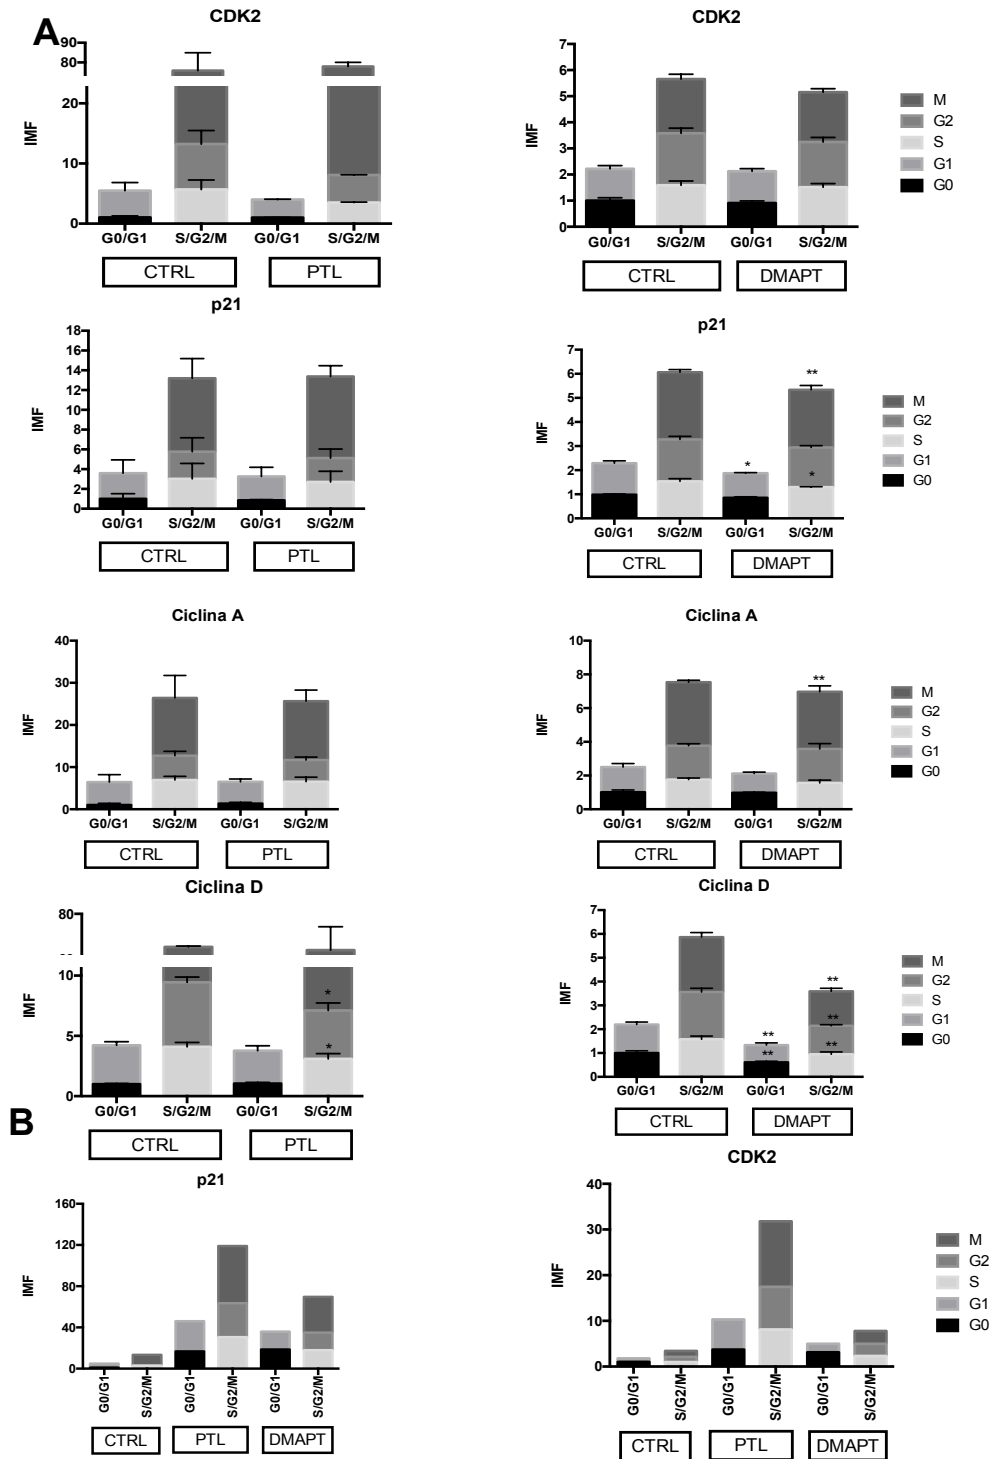 A
CDK2
IMF
90
80
20
10
0
G0/G1 S/G2/M G0/G1 S/G2/M
CTRL PTL
CDK2
IMF
7
6
5
4
3
2
1
0
G0/G1 S/G2/M G0/G1 S/G2/M
CTRL DMAPT
M
G2
S
G1
G0
p21
IMF
18
16
14
12
10
8
6
4
2
0
G0/G1 S/G2/M G0/G1 S/G2/M
CTRL PTL
p21
IMF
7
6
5
4
3
2
1
0
*
**
*
G0/G1 S/G2/M G0/G1 S/G2/M
CTRL DMAPT
M
G2
S
G1
G0
Ciclina A
IMF
40
30
20
10
0
G0/G1 S/G2/M G0/G1 S/G2/M
CTRL PTL
Ciclina A
IMF
10
8
6
4
2
0
**
G0/G1 S/G2/M G0/G1 S/G2/M
CTRL DMAPT
M
G2
S
G1
G0
Ciclina D
IMF
80
10
5
0
*
*
G0/G1 S/G2/M G0/G1 S/G2/M
CTRL PTL
Ciclina D
IMF
7
6
5
4
3
2
1
0
**
**
**
**
**
G0/G1 S/G2/M G0/G1 S/G2/M
CTRL DMAPT
M
G2
S
G1
G0
B
p21
IMF
160
120
80
40
0
G0/G1 S/G2/M G0/G1 S/G2/M G0/G1 S/G2/M
CTRL PTL DMAPT
CDK2
IMF
40
30
20
10
0
G0/G1 S/G2/M G0/G1 S/G2/M G0/G1 S/G2/M
CTRL PTL DMAPT
M
G2
S
G1
G0